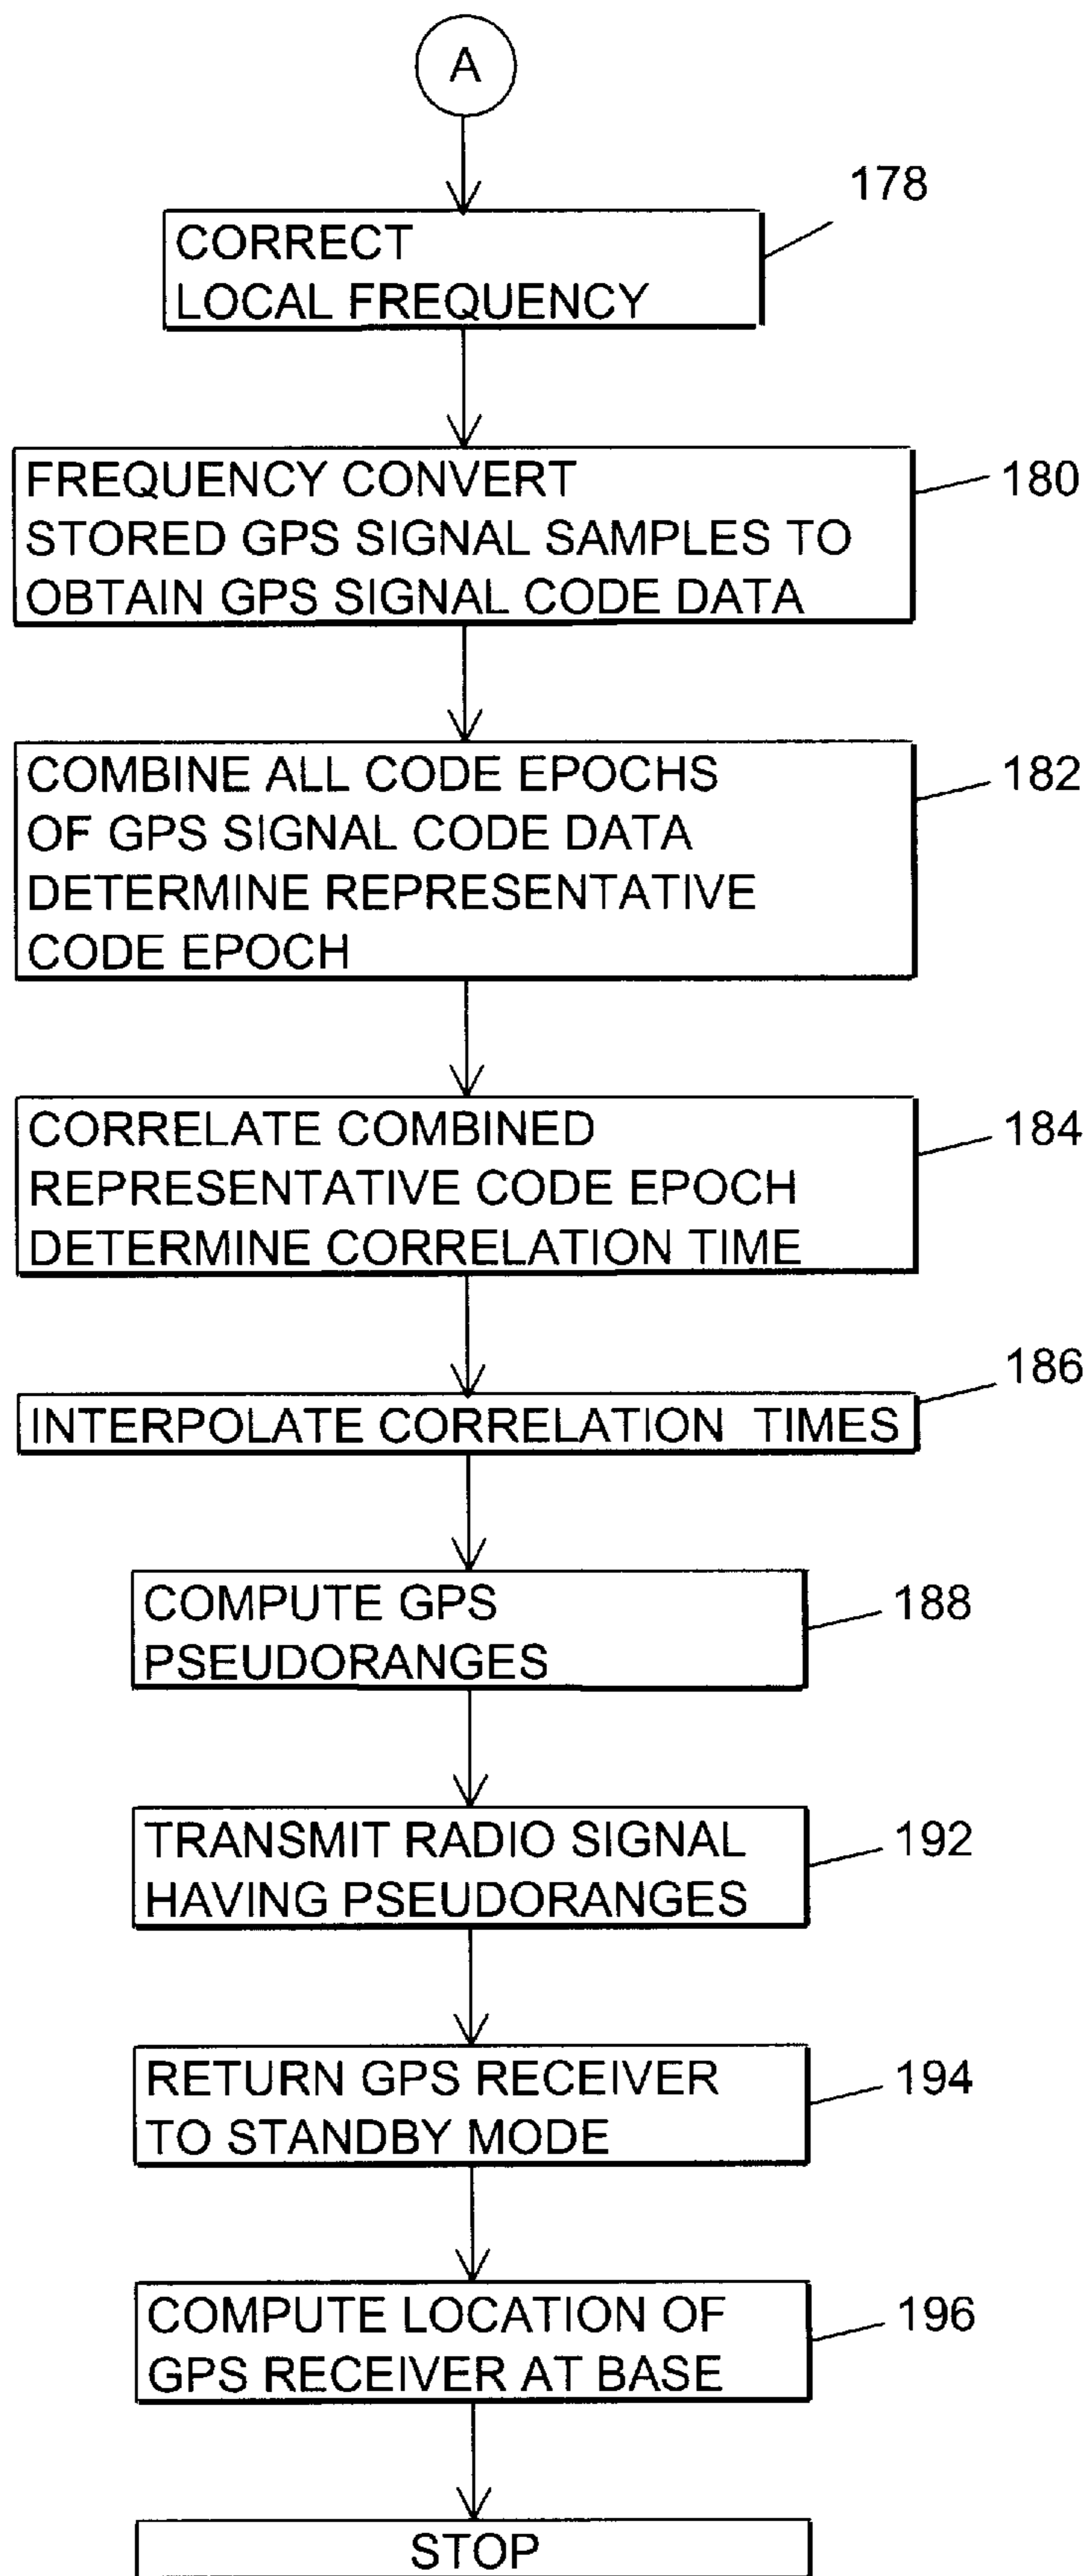 A
178
CORRECT
LOCAL FREQUENCY
180
FREQUENCY CONVERT
STORED GPS SIGNAL SAMPLES TO
OBTAIN GPS SIGNAL CODE DATA
182
COMBINE ALL CODE EPOCHS
OF GPS SIGNAL CODE DATA
DETERMINE REPRESENTATIVE
CODE EPOCH
184
CORRELATE COMBINED
REPRESENTATIVE CODE EPOCH
DETERMINE CORRELATION TIME
186
INTERPOLATE CORRELATION TIMES
188
COMPUTE GPS
PSEUDORANGES
192
TRANSMIT RADIO SIGNAL
HAVING PSEUDORANGES
194
RETURN GPS RECEIVER
TO STANDBY MODE
196
COMPUTE LOCATION OF
GPS RECEIVER AT BASE
STOP